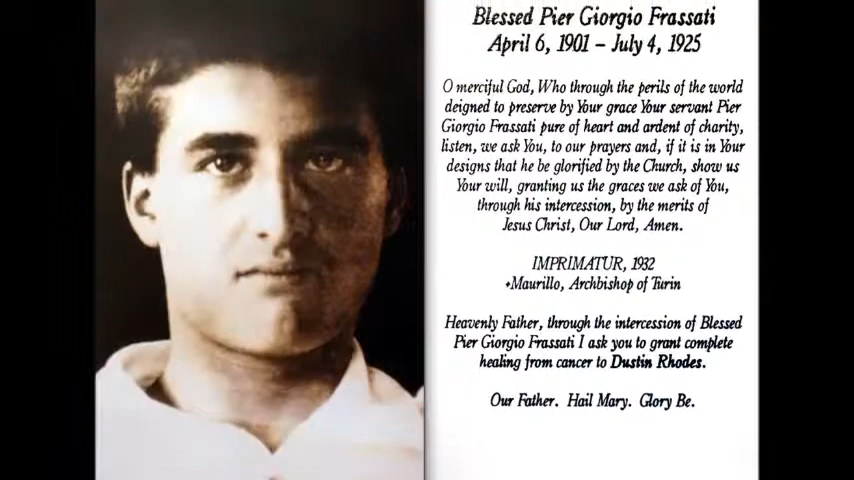 Blessed Pier Giorgio Frassati
April 6, 1901 – July 4, 1925
O merciful God, Who through the perils of the world
deigned to preserve by Your grace Your servant Pier
Giorgio Frassati pure of heart and ardent of charity,
listen, we ask You, to our prayers and, if it is in Your
designs that he be glorified by the Church, show us
Your will, granting us the graces we ask of You,
through his intercession, by the merits of
Jesus Christ, Our Lord, Amen.
IMPRIMATUR, 1932
+Maurillo, Archbishop of Turin
Heavenly Father, through the intercession of Blessed
Pier Giorgio Frassati I ask you to grant complete
healing from cancer to Dustin Rhodes.
Our Father. Hail Mary. Glory Be.